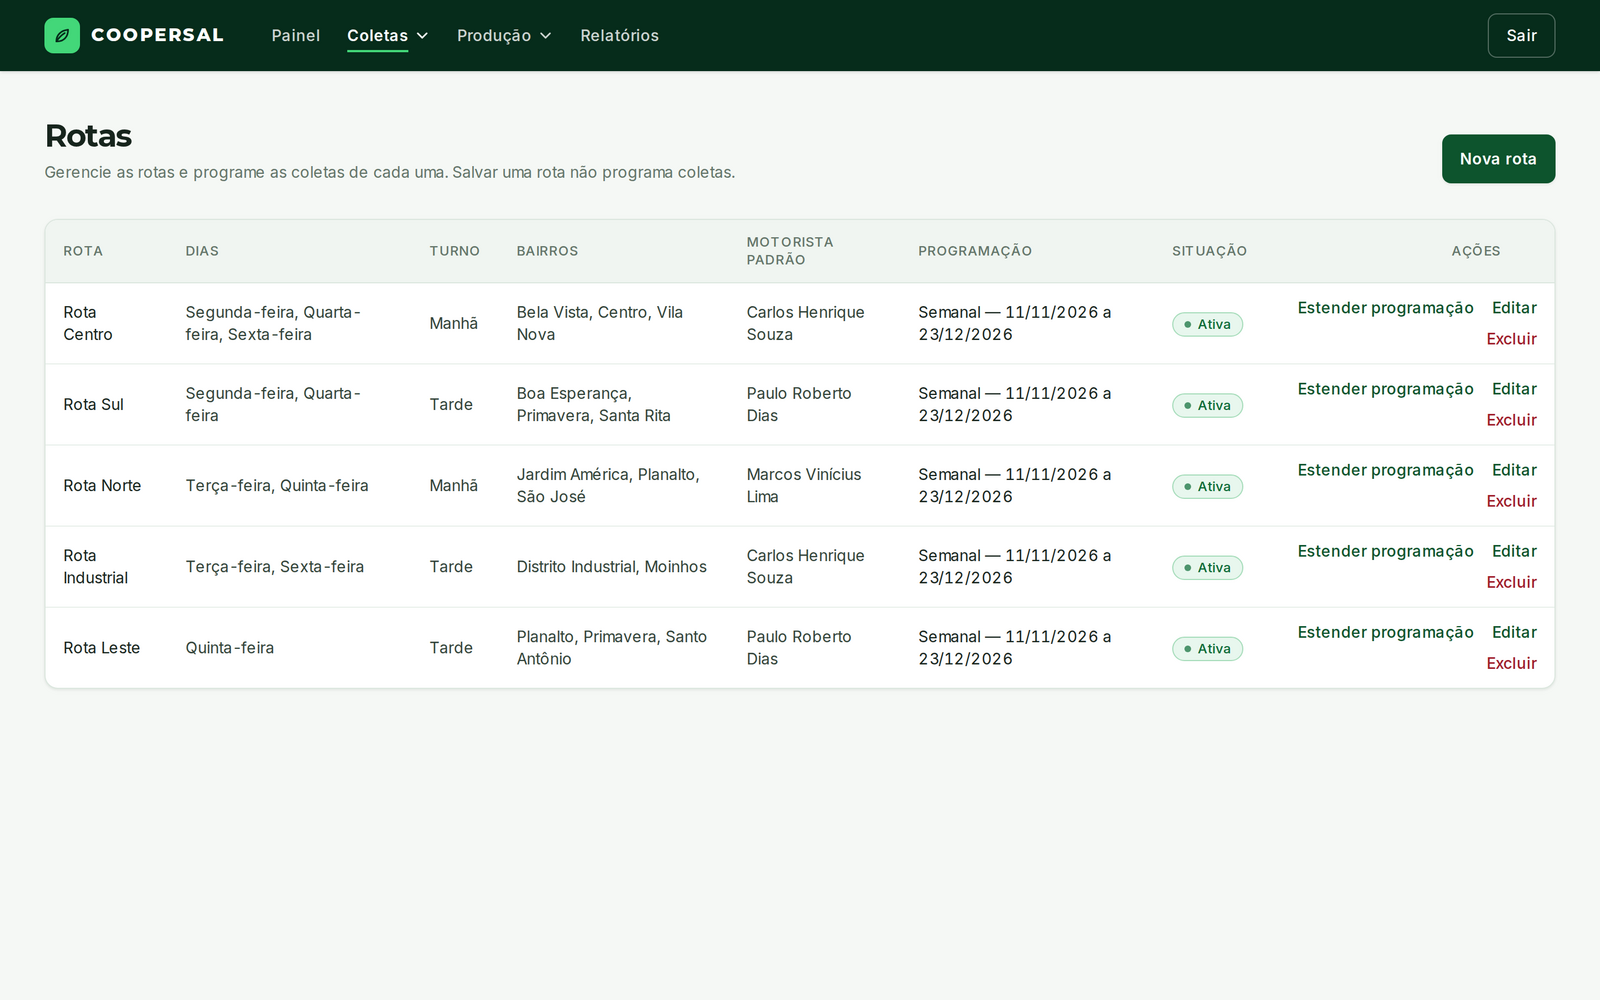 COOPERSAL
Painel
Coletas
Produção
Relatórios
Sair
Rotas
Gerencie as rotas e programe as coletas de cada uma. Salvar uma rota não programa coletas.
Nova rota
ROTA
DIAS
TURNO
BAIRROS
MOTORISTA
PADRÃO
PROGRAMAÇÃO
SITUAÇÃO
AÇÕES
Rota
Centro
Segunda-feira, Quarta-
feira, Sexta-feira
Manhã
Bela Vista, Centro, Vila
Nova
Carlos Henrique
Souza
Semanal — 11/11/2026 a
23/12/2026
Ativa
Estender programação
Editar
Excluir
Rota Sul
Segunda-feira, Quarta-
feira
Tarde
Boa Esperança,
Primavera, Santa Rita
Paulo Roberto
Dias
Semanal — 11/11/2026 a
23/12/2026
Ativa
Estender programação
Editar
Excluir
Rota Norte
Terça-feira, Quinta-feira
Manhã
Jardim América, Planalto,
São José
Marcos Vinícius
Lima
Semanal — 11/11/2026 a
23/12/2026
Ativa
Estender programação
Editar
Excluir
Rota
Industrial
Terça-feira, Sexta-feira
Tarde
Distrito Industrial, Moinhos
Carlos Henrique
Souza
Semanal — 11/11/2026 a
23/12/2026
Ativa
Estender programação
Editar
Excluir
Rota Leste
Quinta-feira
Tarde
Planalto, Primavera, Santo
Antônio
Paulo Roberto
Dias
Semanal — 11/11/2026 a
23/12/2026
Ativa
Estender programação
Editar
Excluir